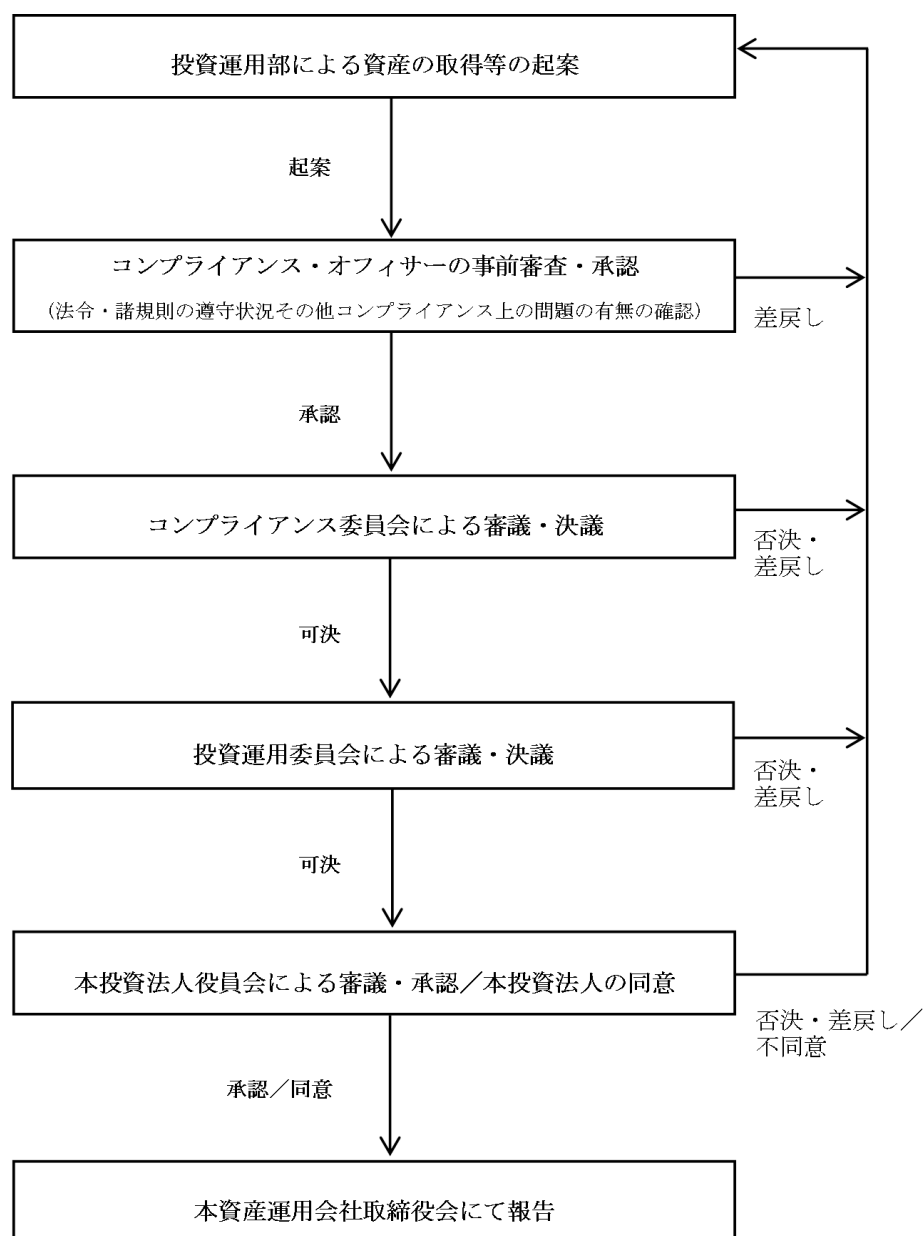 投資運用部による資産の取得等の起案
起案
コンプライアンス・オフィサーの事前審査・承認
(法令・諸規則の遵守状況その他コンプライアンス上の問題の有無の確認)
差戻し
承認
コンプライアンス委員会による審議・決議
否決・
差戻し
可決
投資運用委員会による審議・決議
否決・
差戻し
可決
本投資法人役員会による審議・承認／本投資法人の同意
否決・差戻し／
不同意
承認／同意
本資産運用会社取締役会にて報告